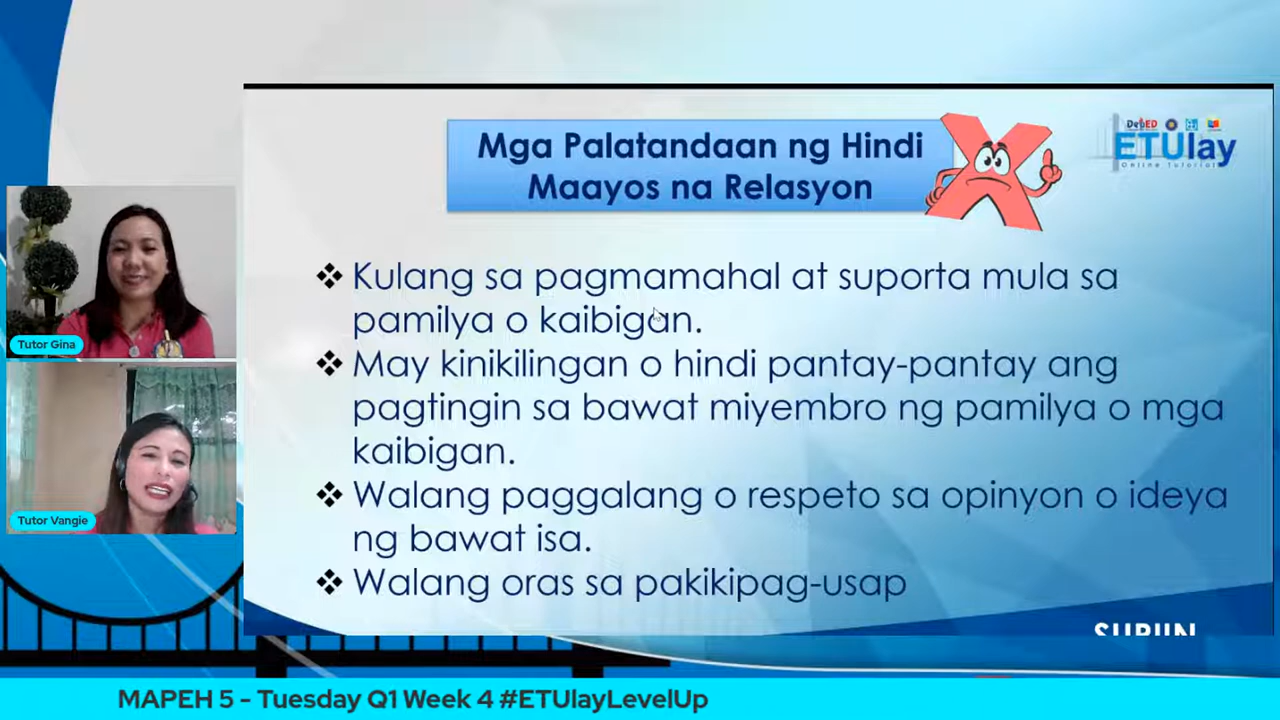 Mga Palatandaan ng Hindi
Maayos na Relasyon
DepED
ETUlay
Online Tutorial
Kulang sa pagmamahal at suporta mula sa
pamilya o kaibigan.
May kinikilingan o hindi pantay-pantay ang
pagtingin sa bawat miyembro ng pamilya o mga
kaibigan.
Walang paggalang o respeto sa opinyon o ideya
ng bawat isa.
Walang oras sa pakikipag-usap
Tutor Gina
Tutor Vangie
MAPEH 5 - Tuesday Q1 Week 4 #ETUlayLevelUp